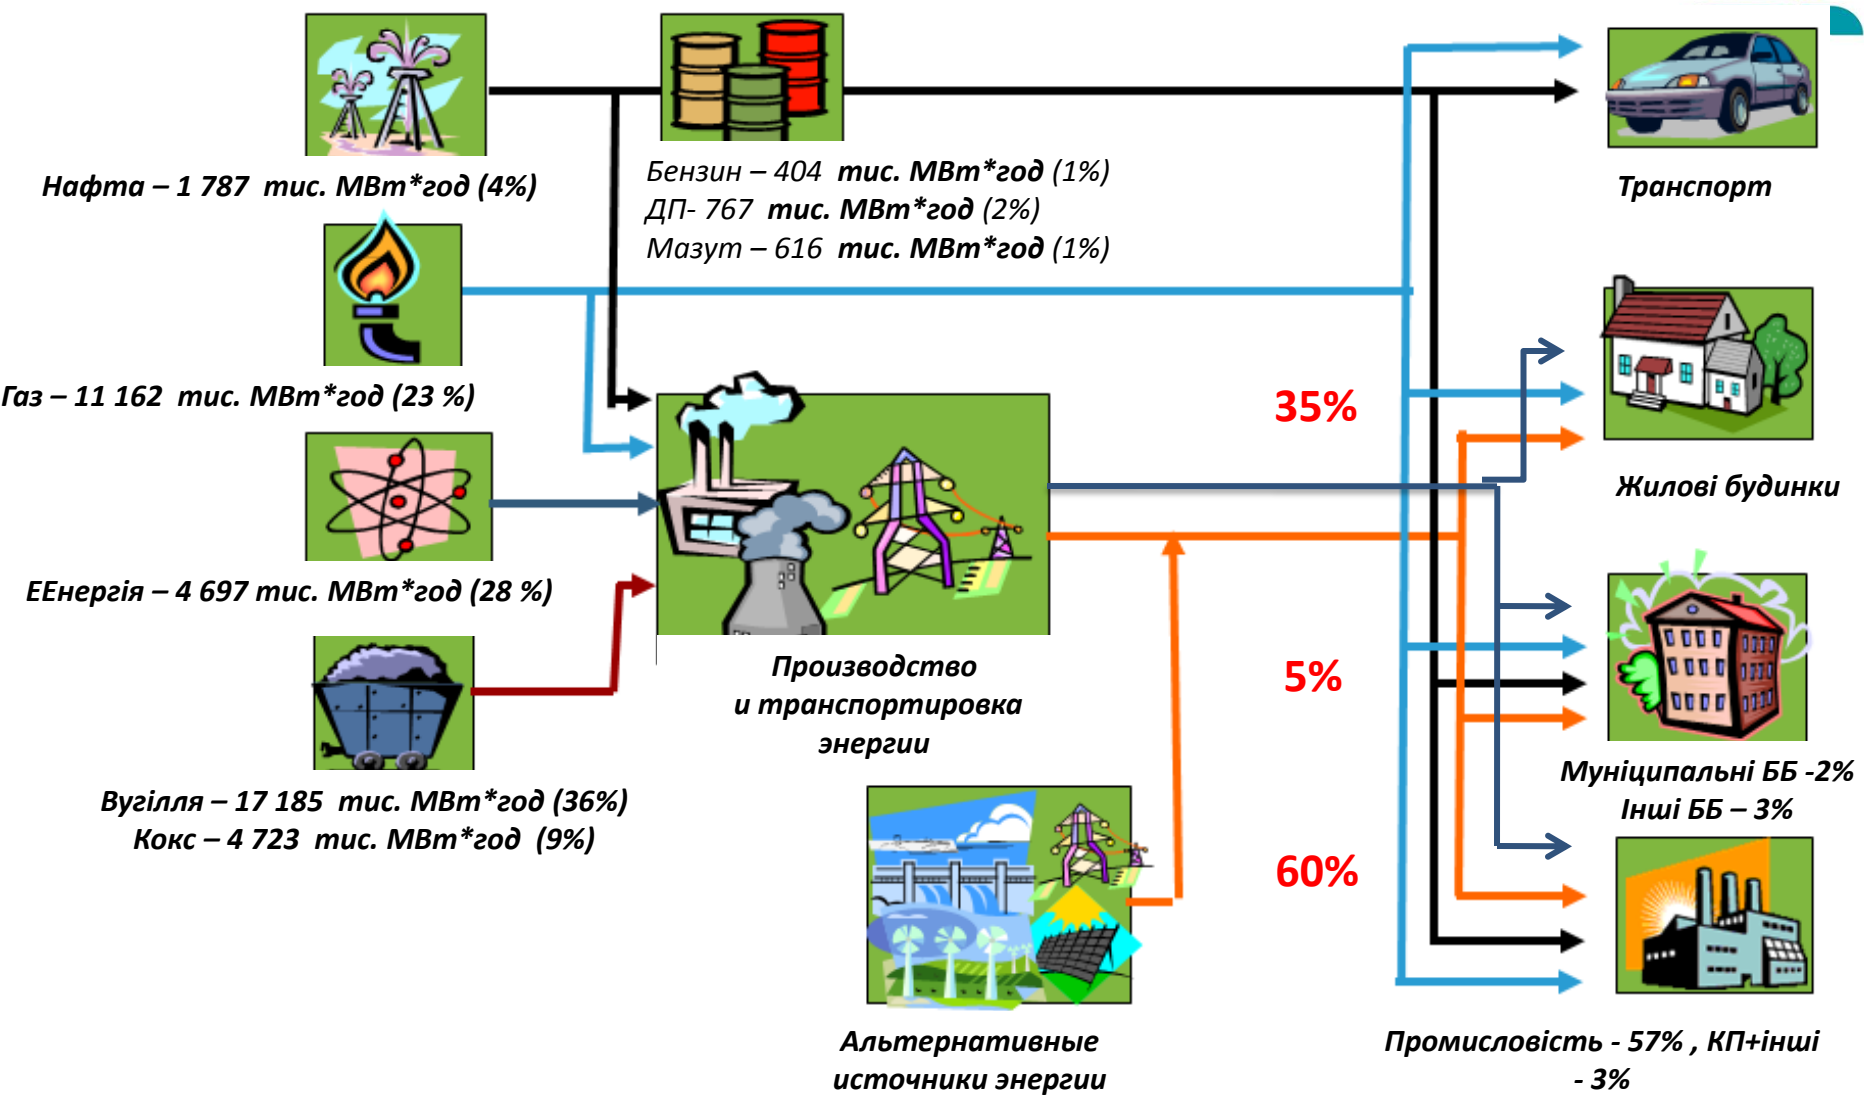 Нафта – 1 787 тис. МВт*год (4%)
Бензин – 404 тис. МВт*год (1%)
ДП- 767 тис. МВт*год (2%)
Мазут – 616 тис. МВт*год (1%)
Транспорт
Газ – 11 162 тис. МВт*год (23 %)
35%
Жилові будинки
ЕЕнергія – 4 697 тис. МВт*год (28 %)
Производство
и транспортировка
энергии
5%
Муніципальні ББ -2%
Інші ББ – 3%
Вугілля – 17 185 тис. МВт*год (36%)
Кокс – 4 723 тис. МВт*год (9%)
60%
Альтернативные
источники энергии
Промисловість - 57% , КП+інші
- 3%